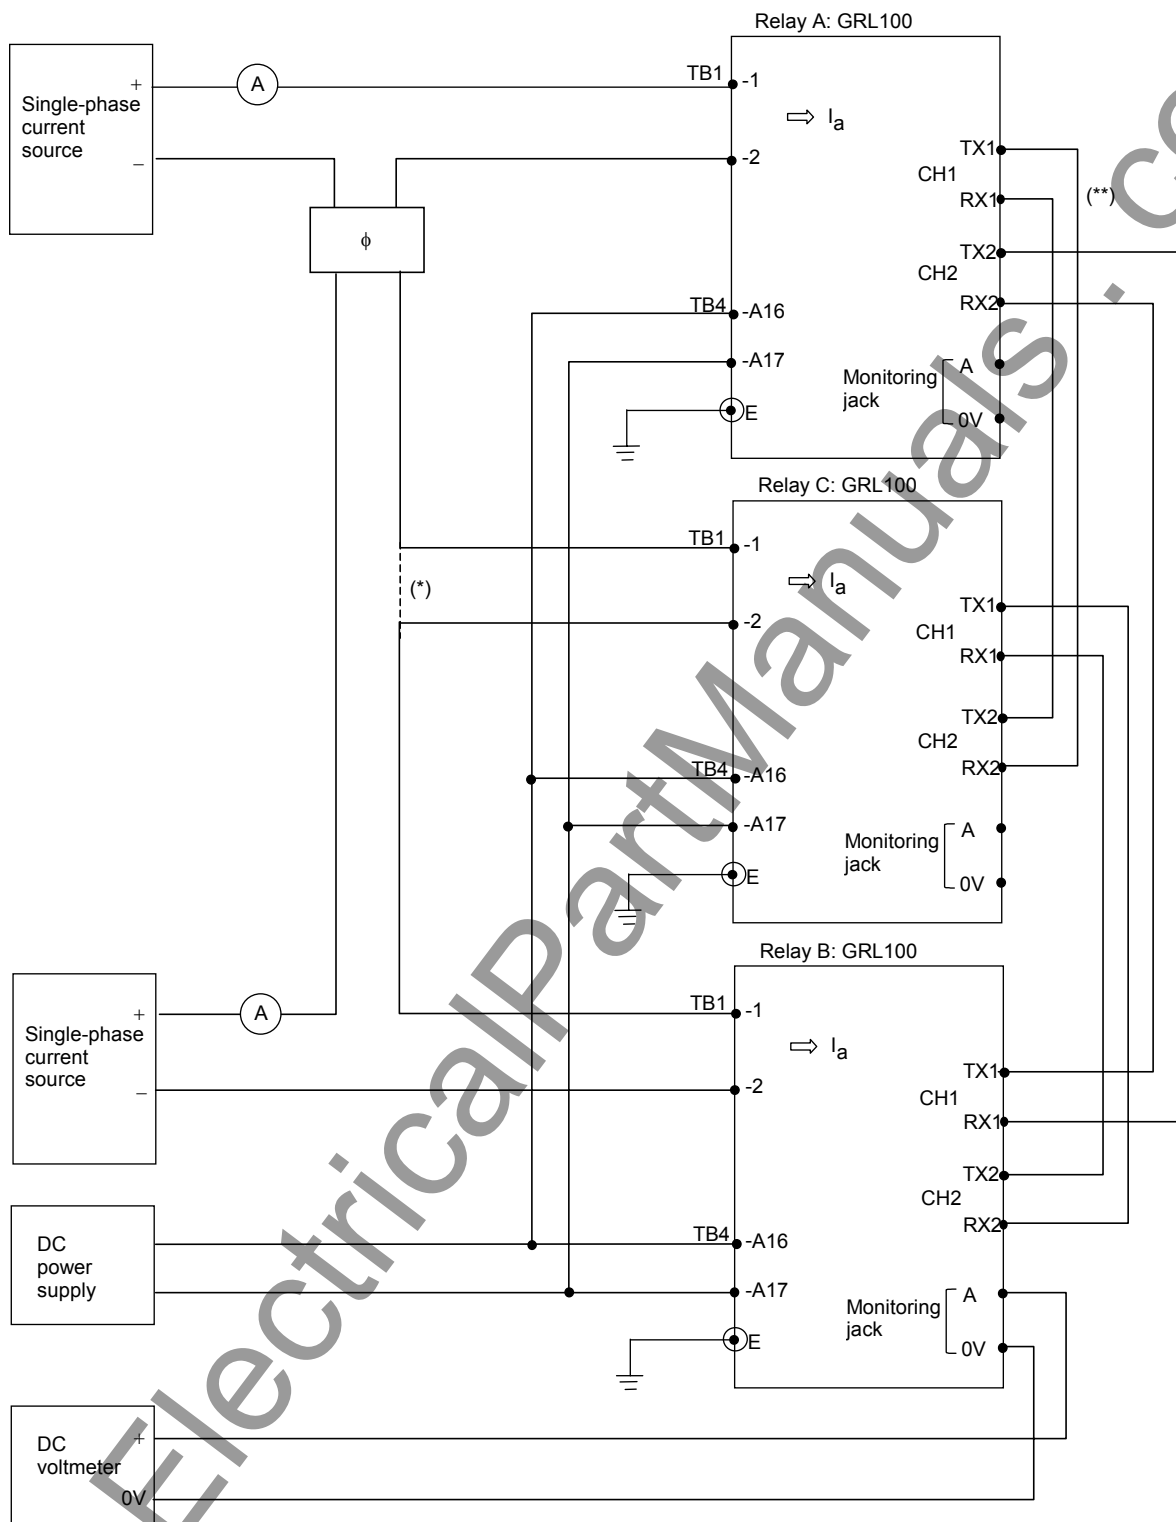 Relay A: GRL100
Single-phase
current
source
+
−
A
TB1
-1
-2
⇨ Ia
TX1
CH1
RX1
(**)
TX2
CH2
RX2
ϕ
TB4
-A16
-A17
E
Monitoring
jack
A
0V
Relay C: GRL100
TB1
-1
(*)
-2
⇨ Ia
TX1
CH1
RX1
TX2
CH2
RX2
TB4
-A16
-A17
E
Monitoring
jack
A
0V
Relay B: GRL100
Single-phase
current
source
+
−
A
TB1
-1
-2
⇨ Ia
TX1
CH1
RX1
TX2
CH2
RX2
DC
power
supply
TB4
-A16
-A17
E
Monitoring
jack
A
0V
DC
voltmeter
+
0V
ElectricalPartManuals . co